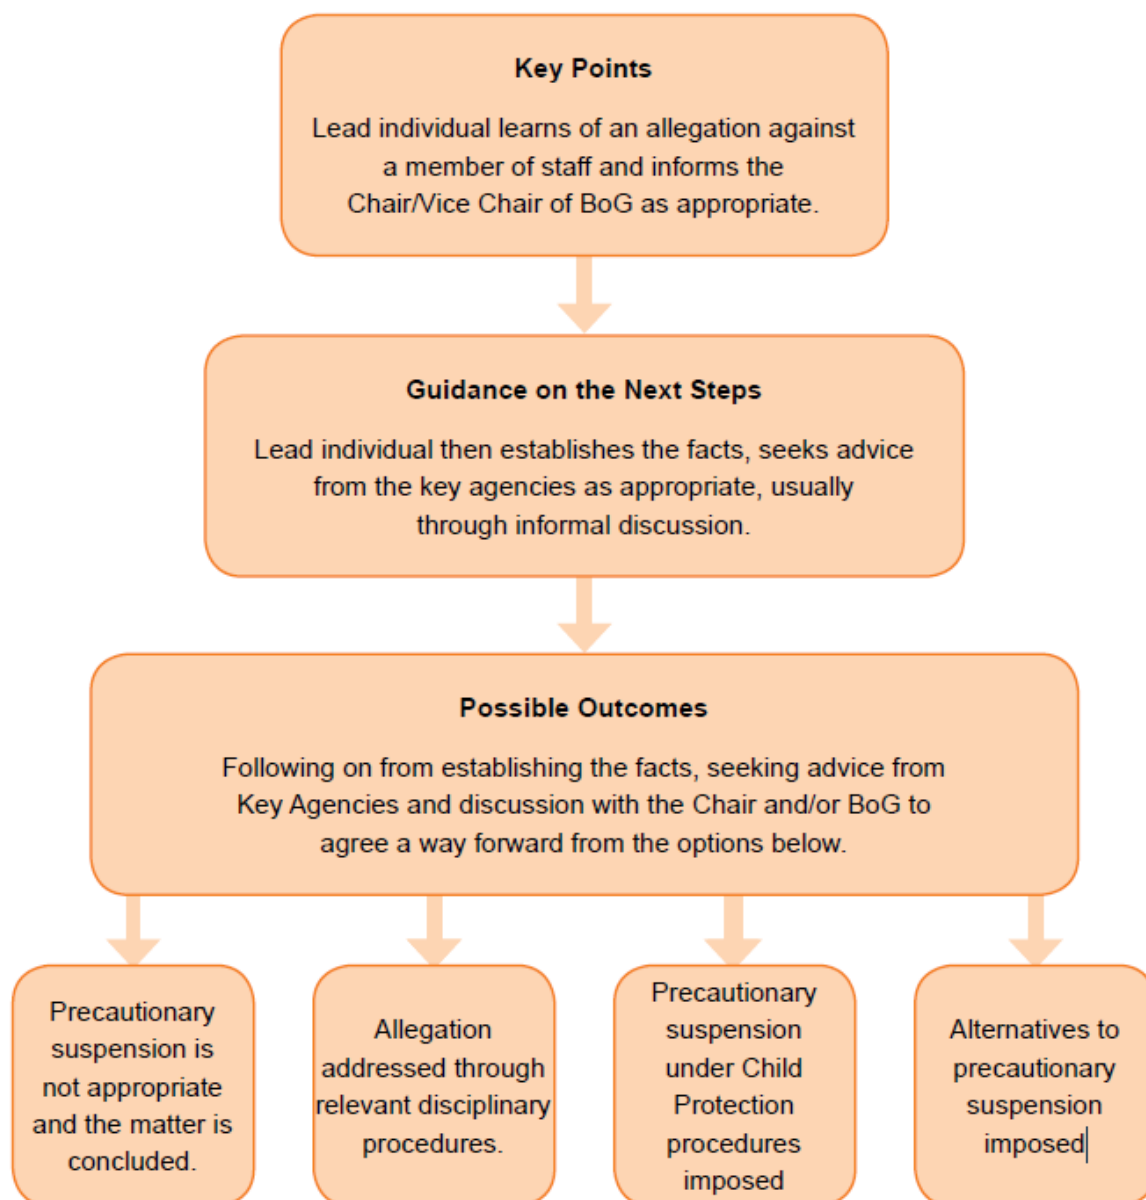 Key Points
Lead individual learns of an allegation against
a member of staff and informs the
Chair/Vice Chair of BoG as appropriate.
Guidance on the Next Steps
Lead individual then establishes the facts, seeks advice
from the key agencies as appropriate, usually
through informal discussion.
Possible Outcomes
Following on from establishing the facts, seeking advice from
Key Agencies and discussion with the Chair and/or BoG to
agree a way forward from the options below.
Precautionary
suspension is
not appropriate
and the matter is
concluded.
Allegation
addressed through
relevant disciplinary
procedures.
Precautionary
suspension
under Child
Protection
procedures
imposed
Alternatives to
precautionary
suspension
imposed